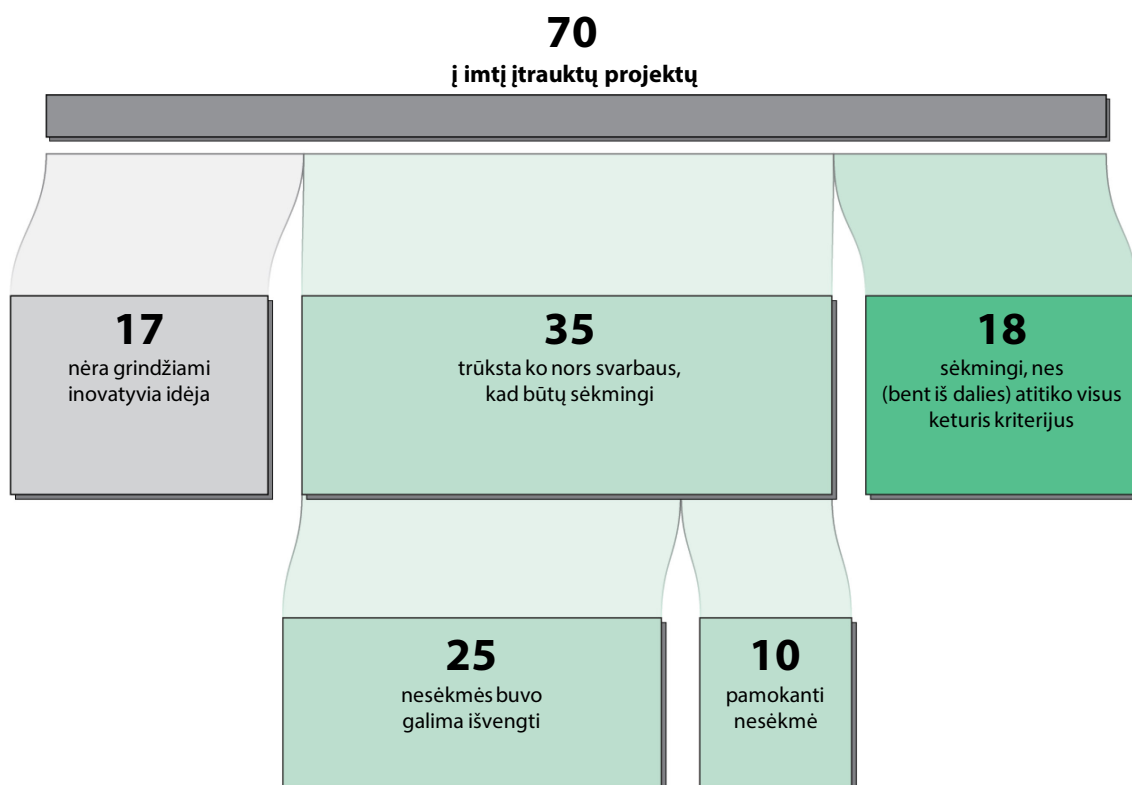 70
į imtį įtrauktų projektų
17
nėra grindžiami
inovatyvia idėja
35
trūksta ko nors svarbaus,
kad būtų sėkmingi
18
sėkmingi, nes
(bent iš dalies) atitiko visus
keturis kriterijus
25
nesėkmės buvo
galima išvengti
10
pamokanti
nesėkmė